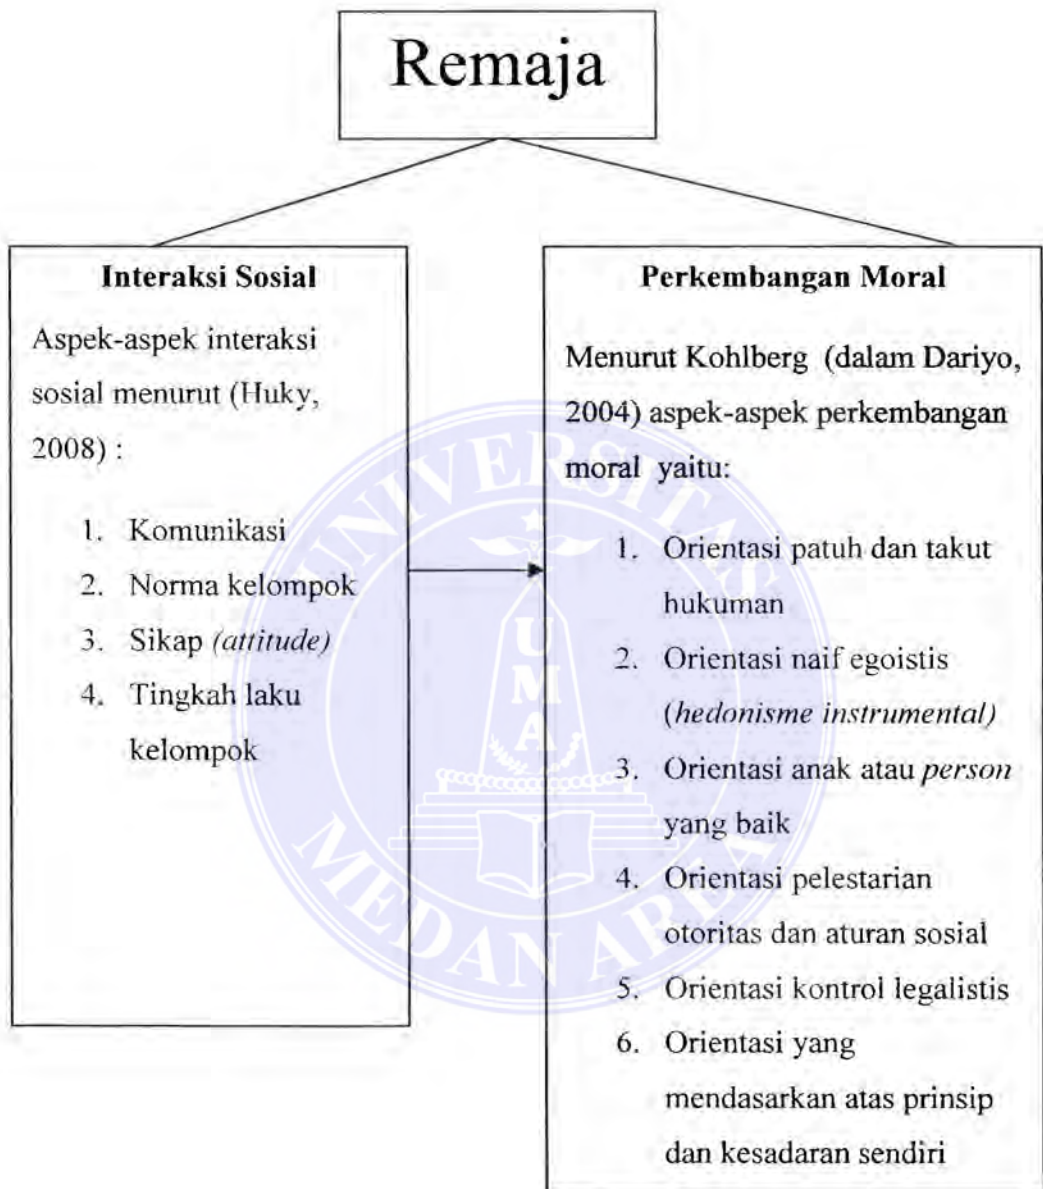 Remaja
Interaksi Sosial
Aspek-aspek interaksi
sosial menurut (Huky,
2008) :
1. Komunikasi
2. Norma kelompok
3. Sikap (attitude)
4. Tingkah laku
kelompok
Perkembangan Moral
Menurut Kohlberg (dalam Dariyo,
2004) aspek-aspek perkembangan
moral yaitu:
1. Orientasi patuh dan takut
hukuman
2. Orientasi naif egoistis
(hedonisme instrumental)
3. Orientasi anak atau person
yang baik
4. Orientasi pelestarian
otoritas dan aturan sosial
5. Orientasi kontrol legalistis
6. Orientasi yang
mendasarkan atas prinsip
dan kesadaran sendiri
UNIVERSITAS
MEDAN AREA
UMA